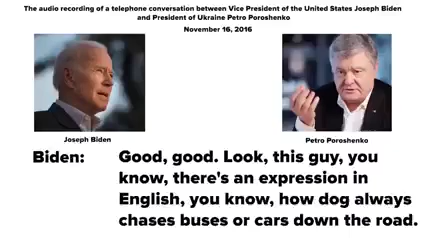 The audio recording of a telephone conversation between Vice President of the United States Joseph Biden
and President of Ukraine Petro Poroshenko
November 16, 2016
Joseph Biden
Petro Poroshenko
Biden:
Good, good. Look, this guy, you
know, there's an expression in
English, you know, how dog always
chases buses or cars down the road.